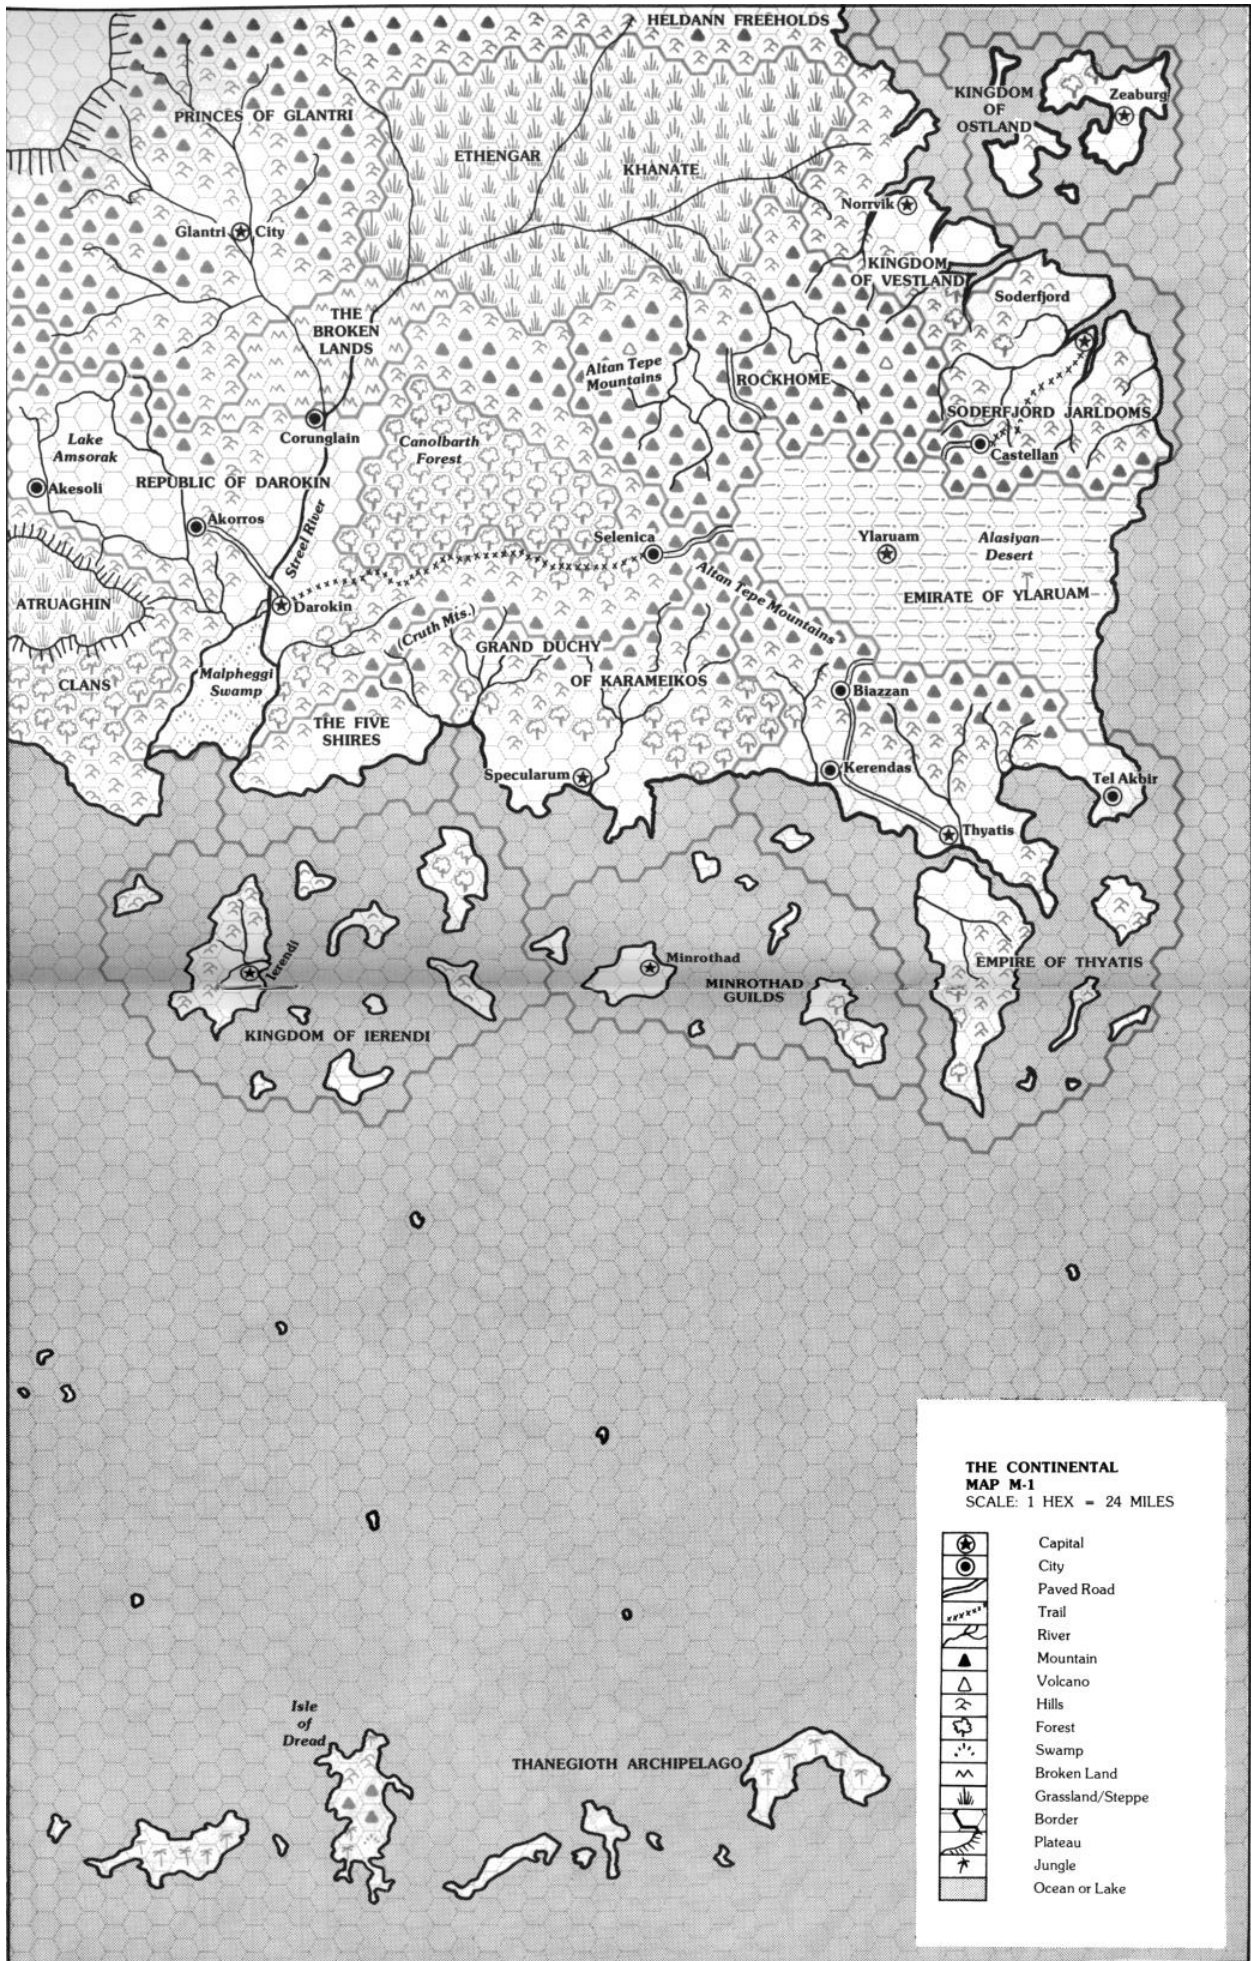 HELDANN FREEHOLDS
KINGDOM
OF
OSTLAND
Zeaburg
PRINCES OF GLANTRI
ETHENGAR
KHANATE
Norrvik
Glantri City
KINGDOM
OF VESTLAND
Soderfjord
THE
BROKEN
LANDS
Altan Tepe
Mountains
ROCKHOME
SODERFJORD JARLDOMS
Castellan
Corunglain
Canolbarth
Forest
Lake
Amsorak
REPUBLIC OF DAROKIN
Akesoli
Akorros
Streel River
Selenica
Ylaruam
Alasiyan
Desert
EMIRATE OF YLARUAM
Altan Tepe Mountains
ATRUAGHIN
CLANS
Darokin
(Cruth Mts.)
GRAND DUCHY
OF KARAMEIKOS
Malpheggi
Swamp
THE FIVE
SHIRES
Biazzan
Specularum
Kerendas
Tel Akbir
Thyatis
Ierendi
Minrothad
MINROTHAD
GUILDS
EMPIRE OF THYATIS
KINGDOM OF IERENDI
Isle
of
Dread
THANEGIOTH ARCHIPELAGO
THE CONTINENTAL
MAP M-1
SCALE: 1 HEX = 24 MILES
Capital
City
Paved Road
Trail
River
Mountain
Volcano
Hills
Forest
Swamp
Broken Land
Grassland/Steppe
Border
Plateau
Jungle
Ocean or Lake